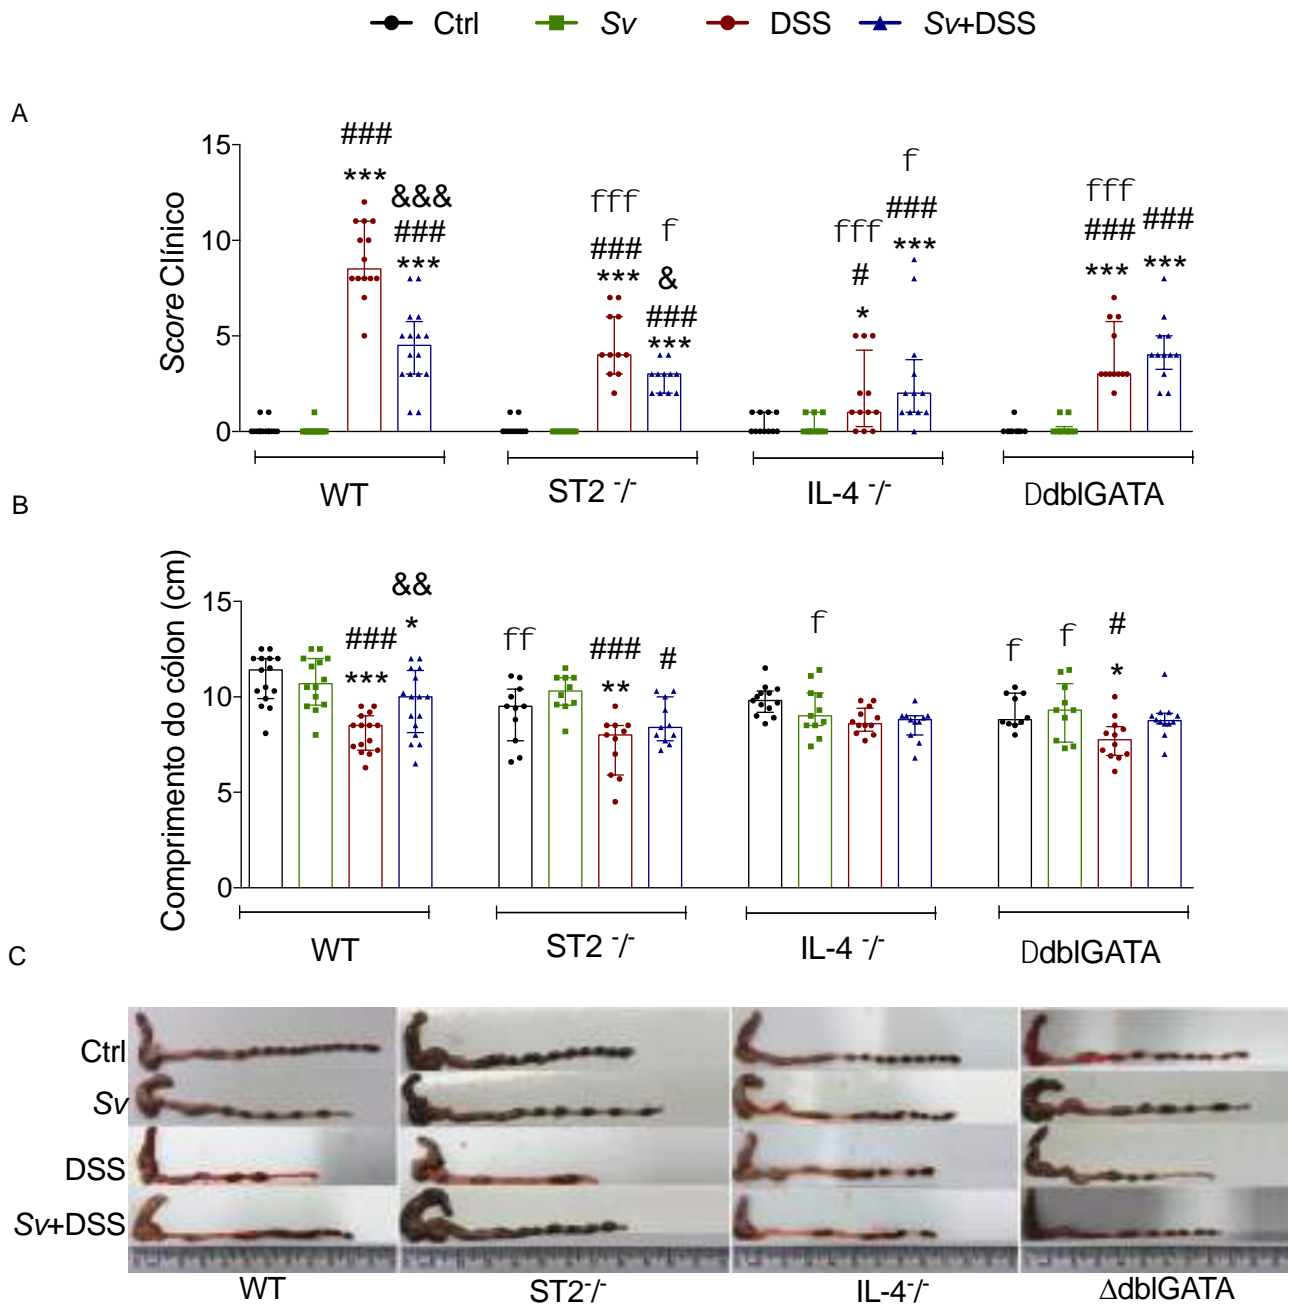 Ctrl Sv DSS Sv+DSS
A
Score Clínico
15
10
5
0
###
***
&&&
###
***
fff
###
***
f
&
###
***
fff
#
*
f
###
***
fff
###
***
###
***
WT ST2 -/- IL-4 -/- DdblGATA
B
Comprimento do cólon (cm)
15
10
5
0
###
***
&&
*
ff
###
**
#
f
f
f
#
*
WT ST2 -/- IL-4 -/- DdblGATA
C
Ctrl
Sv
DSS
Sv+DSS
WT ST2-/- IL-4-/- ΔdblGATA